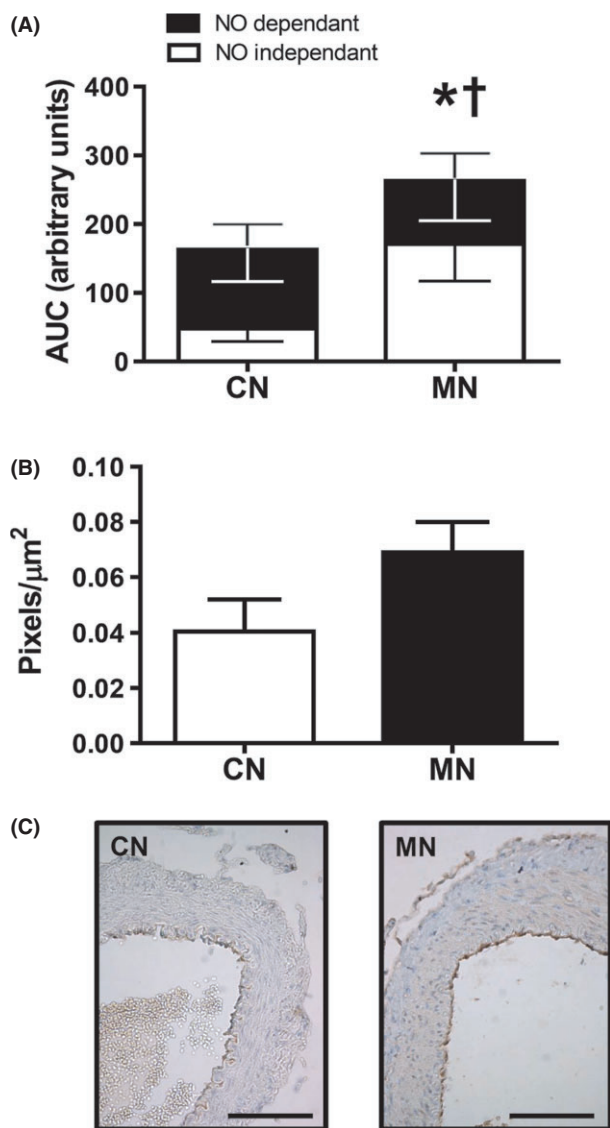 (A)
NO dependant
NO independant
AUC (arbitrary units)
400
300
200
100
0
*†
CN MN
(B)
Pixels/μm²
0.10
0.08
0.06
0.04
0.02
0.00
CN MN
(C)
CN MN